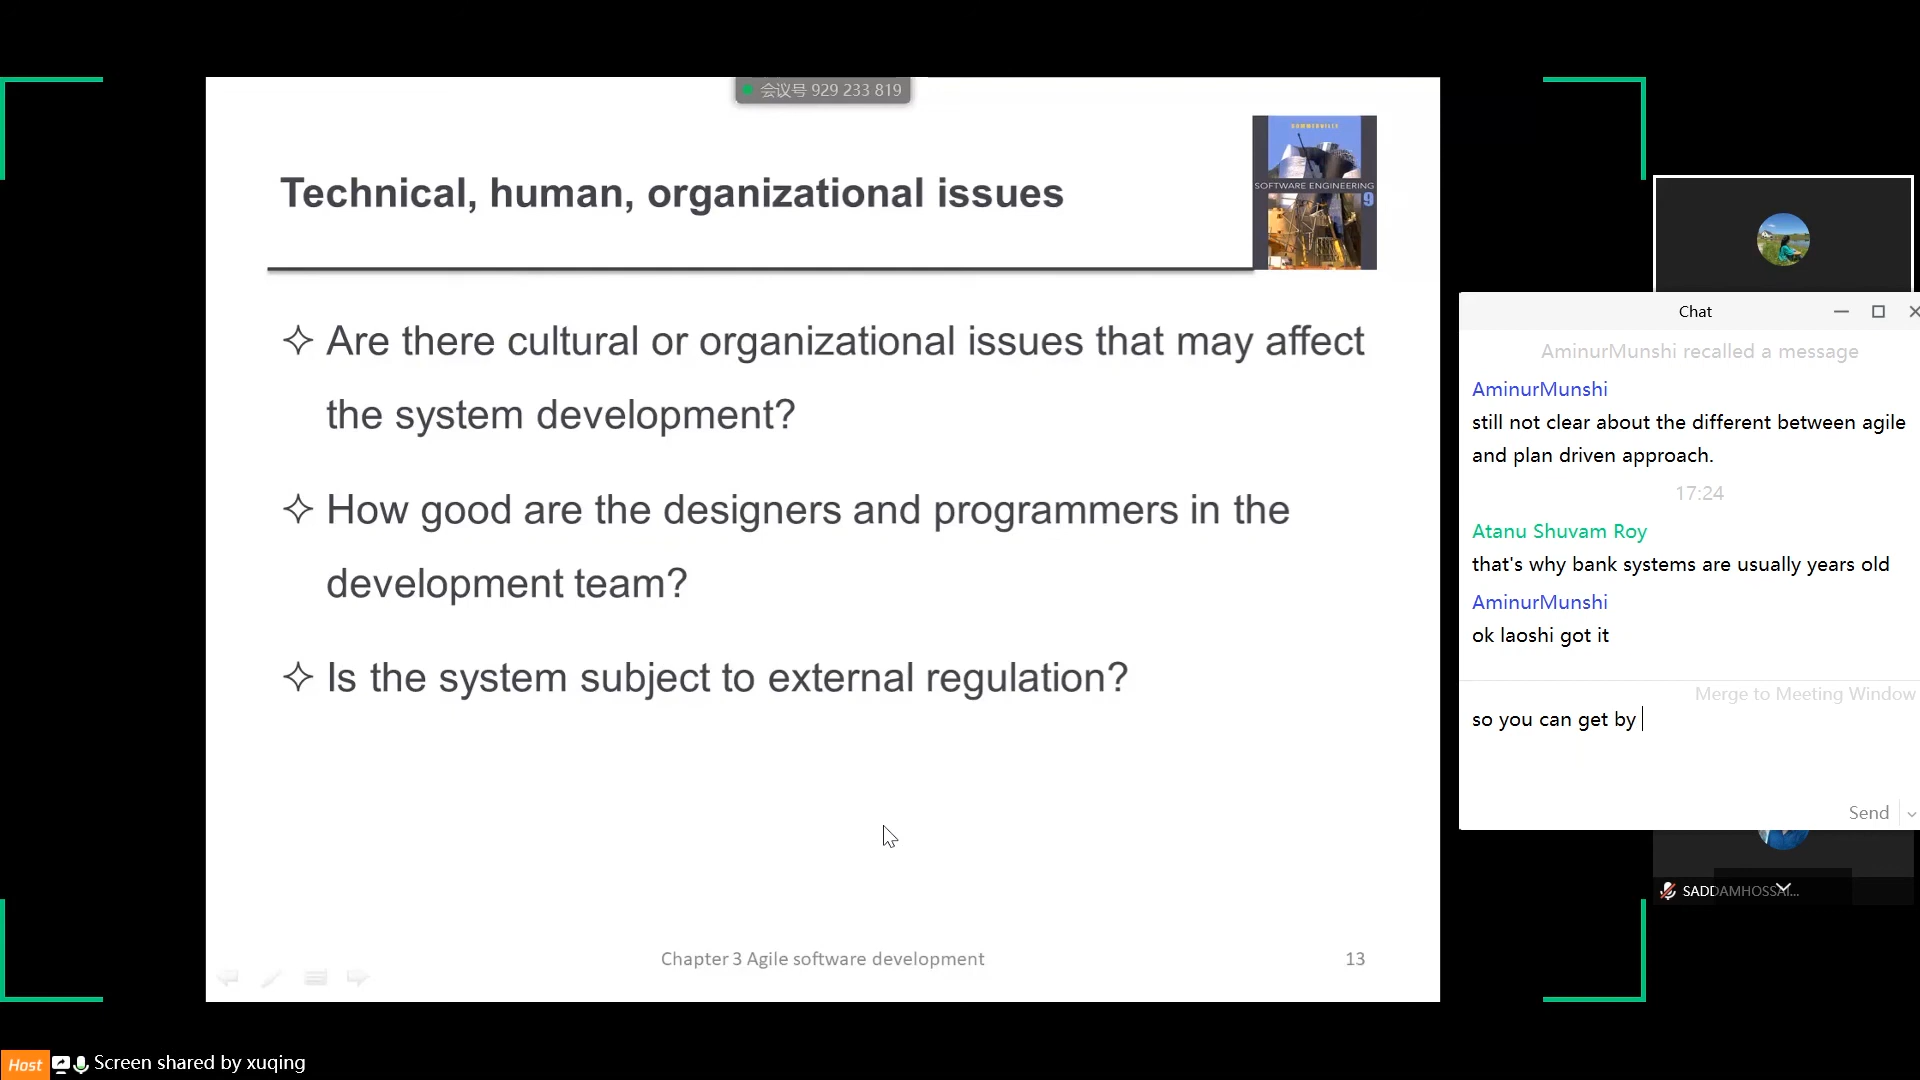 会议号 929 233 819
Technical, human, organizational issues
SOMMERVILLE
SOFTWARE ENGINEERING
9
Are there cultural or organizational issues that may affect
the system development?
How good are the designers and programmers in the
development team?
Is the system subject to external regulation?
Chapter 3 Agile software development
13
Chat
AminurMunshi recalled a message
AminurMunshi
still not clear about the different between agile
and plan driven approach.
17:24
Atanu Shuvam Roy
that's why bank systems are usually years old
AminurMunshi
ok laoshi got it
Merge to Meeting Window
so you can get by
Send
SADDAMHOSSAI...
Host
Screen shared by xuqing